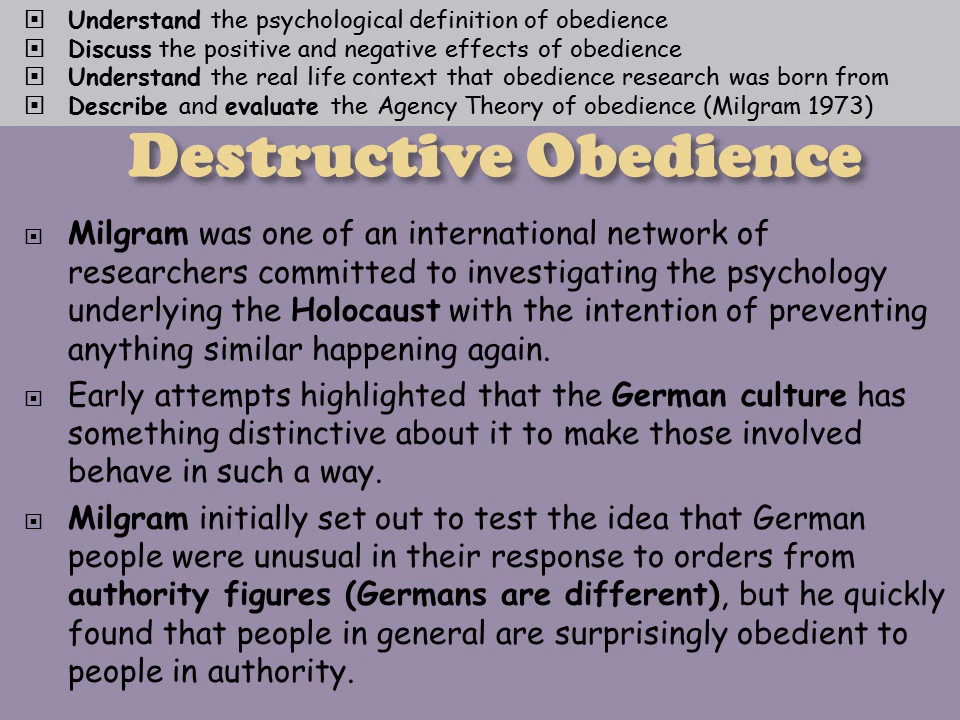 Understand the psychological definition of obedience
Discuss the positive and negative effects of obedience
Understand the real life context that obedience research was born from
Describe and evaluate the Agency Theory of obedience (Milgram 1973)
Destructive Obedience
Milgram was one of an international network of
researchers committed to investigating the psychology
underlying the Holocaust with the intention of preventing
anything similar happening again.
Early attempts highlighted that the German culture has
something distinctive about it to make those involved
behave in such a way.
Milgram initially set out to test the idea that German
people were unusual in their response to orders from
authority figures (Germans are different), but he quickly
found that people in general are surprisingly obedient to
people in authority.